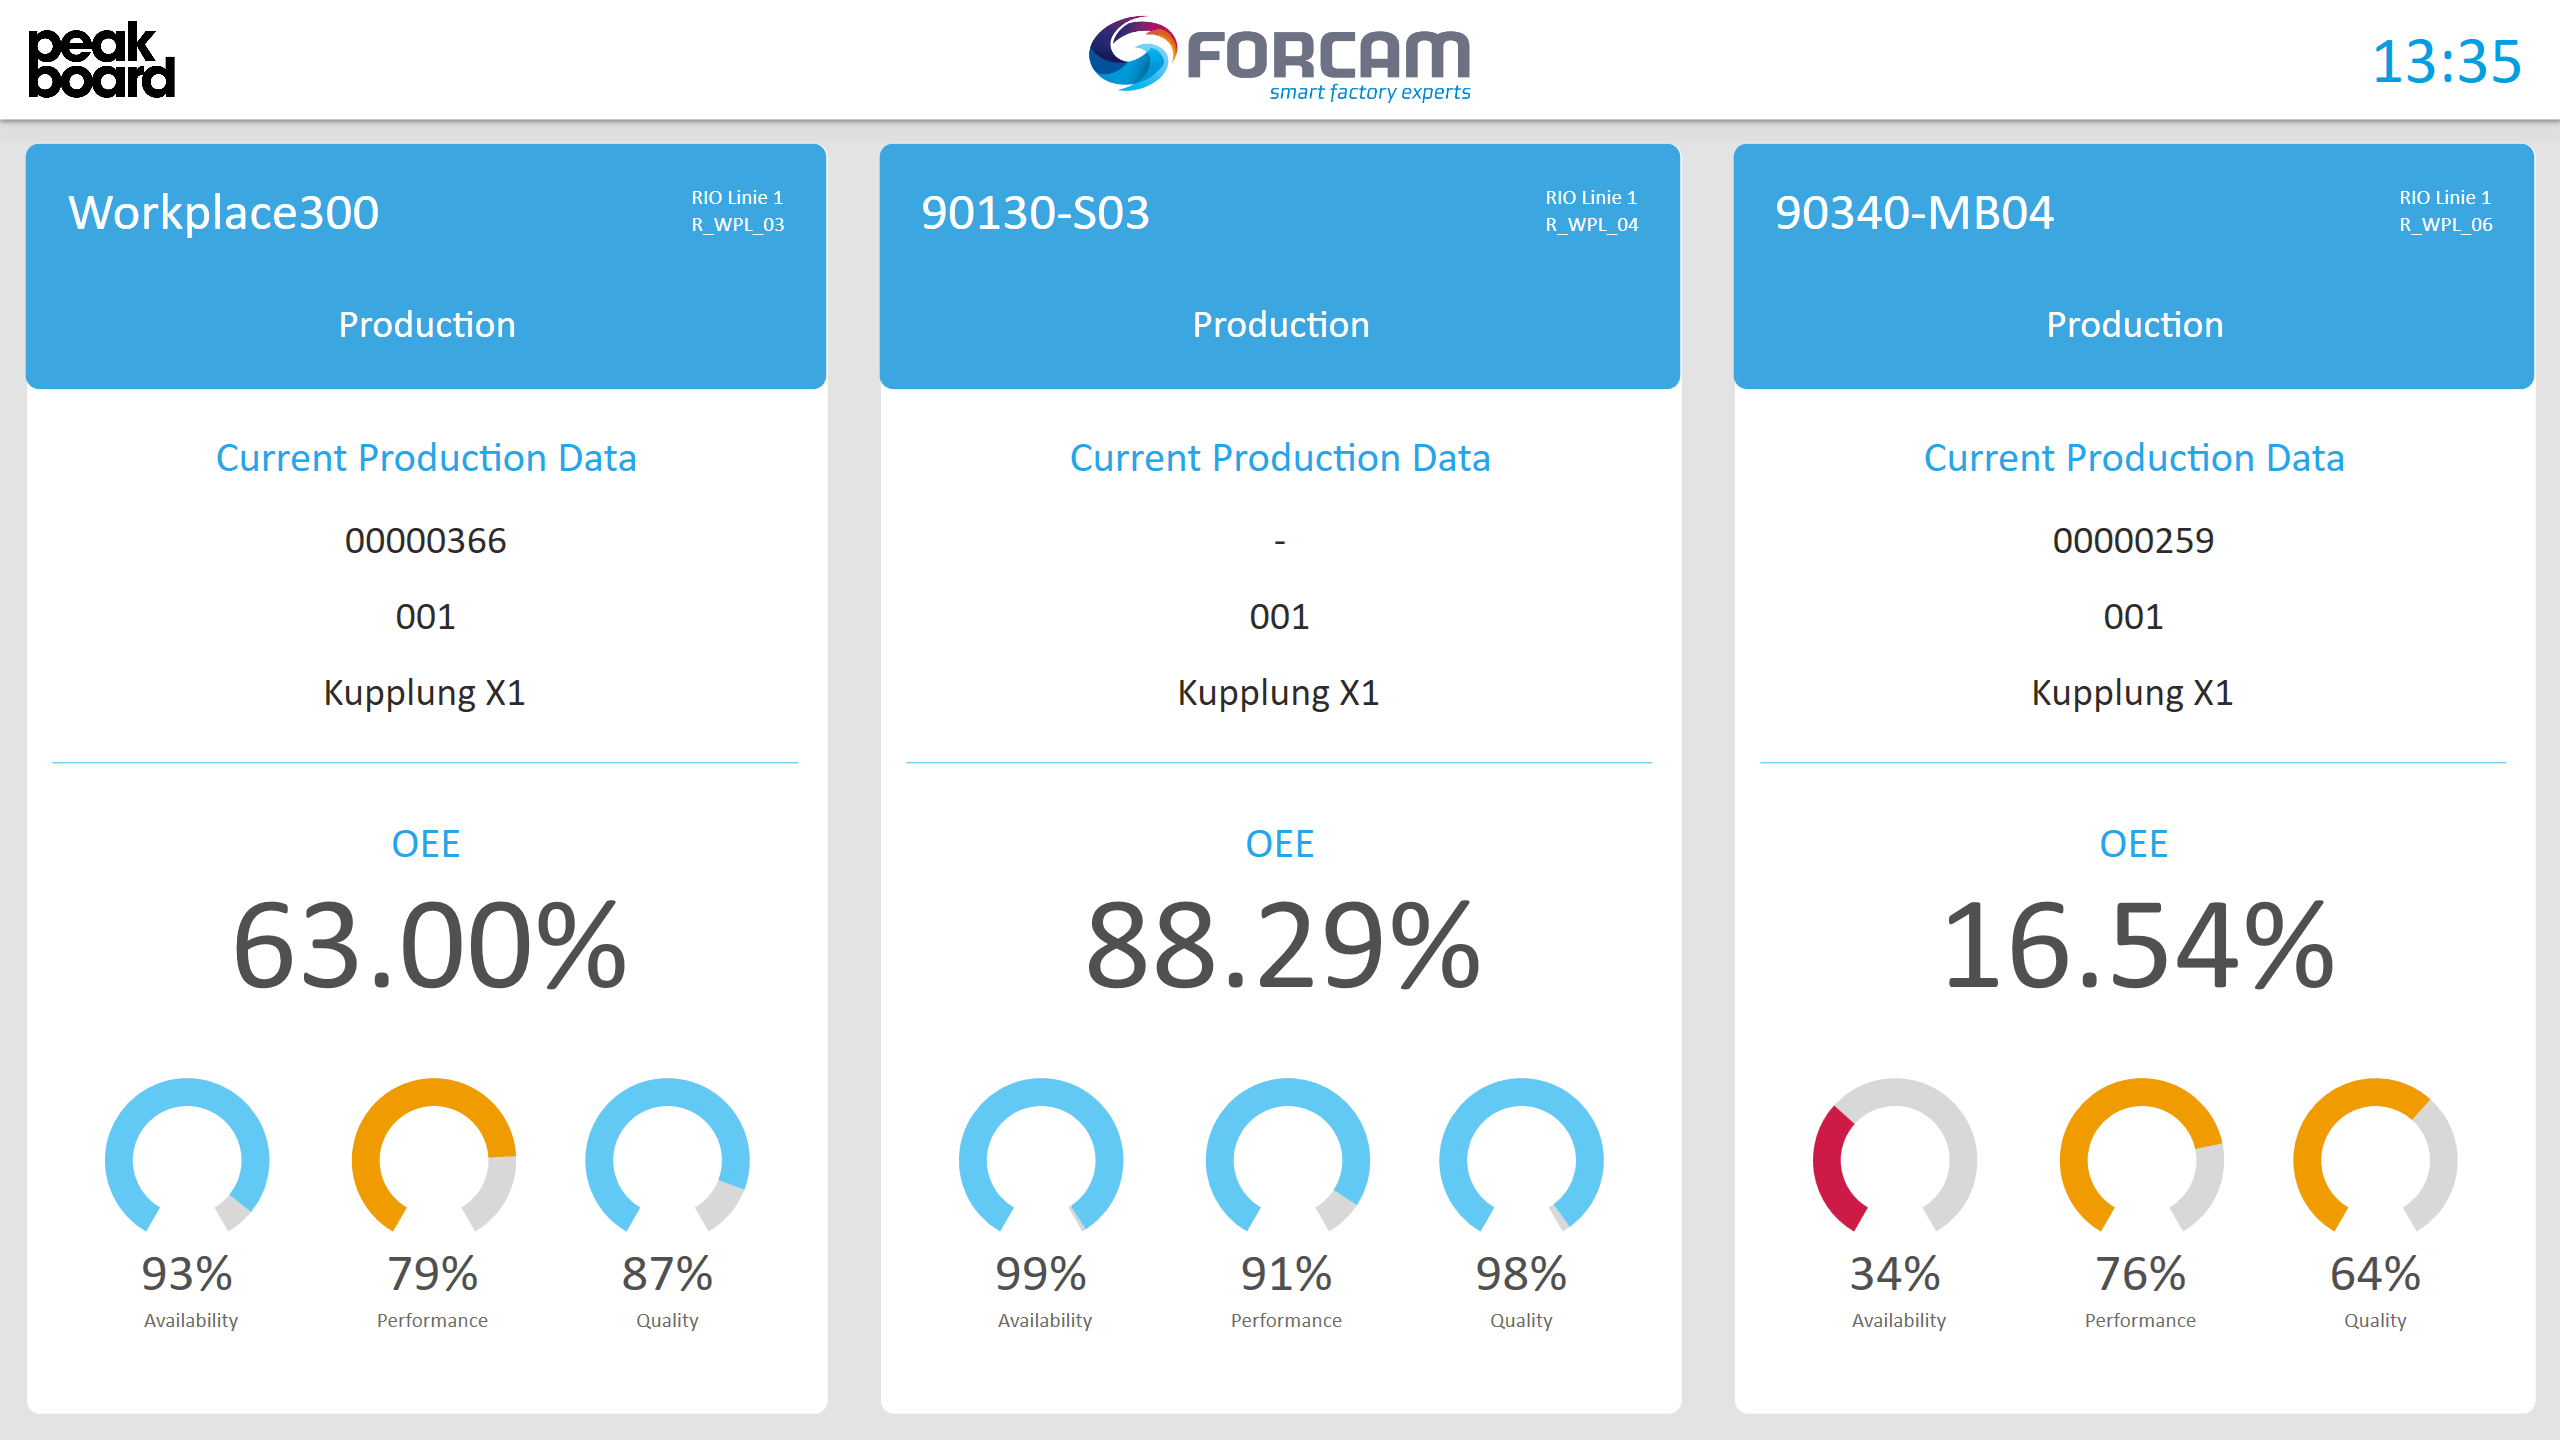 peak
board
FORCAM
smart factory experts
13:35
Workplace300
RIO Linie 1
R_WPL_03
Production
Current Production Data
00000366
001
Kupplung X1
OEE
63.00%
93%
Availability
79%
Performance
87%
Quality
90130-S03
RIO Linie 1
R_WPL_04
Production
Current Production Data
-
001
Kupplung X1
OEE
88.29%
99%
Availability
91%
Performance
98%
Quality
90340-MB04
RIO Linie 1
R_WPL_06
Production
Current Production Data
00000259
001
Kupplung X1
OEE
16.54%
34%
Availability
76%
Performance
64%
Quality